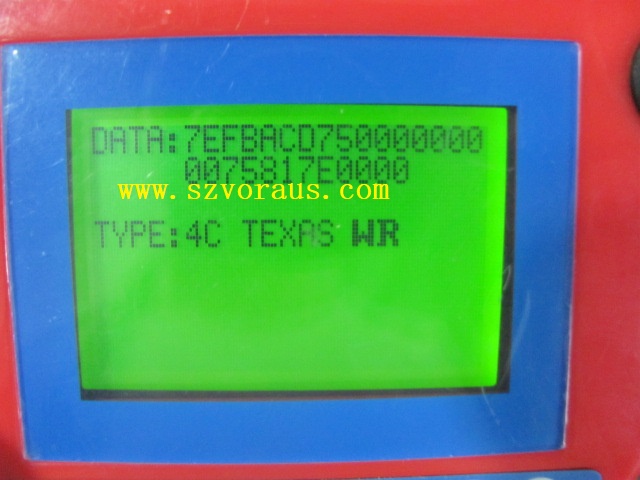 DATA:7EFBACD750000000
0075817E0000
www.szvoraus.com
TYPE:4C TEXAS WR